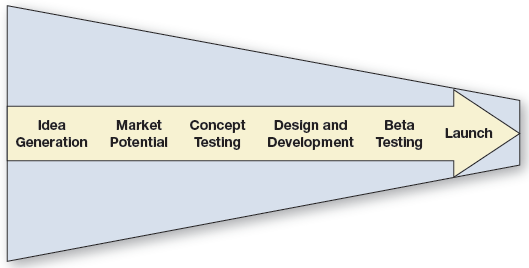 Idea
Generation
Market
Potential
Concept
Testing
Design and
Development
Beta
Testing
Launch